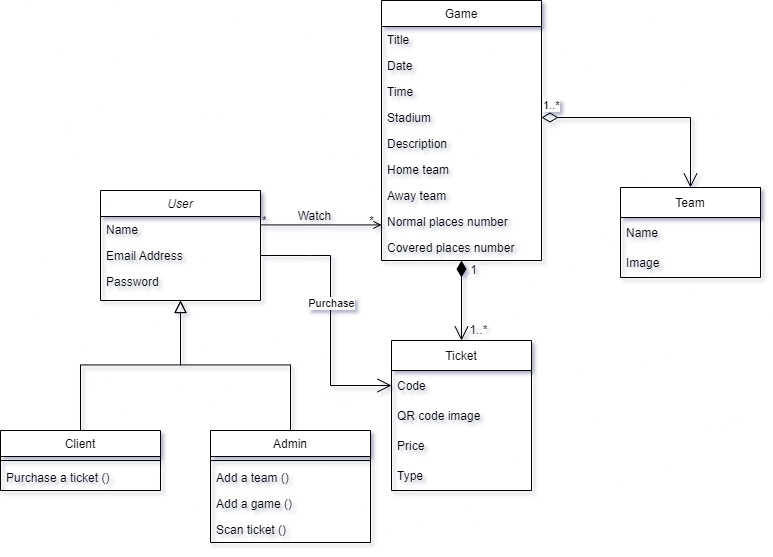 Game
Title
Date
Time
Stadium
Description
Home team
Away team
Normal places number
Covered places number
1..*
Team
Name
Image
User
Name
Email Address
Password
* Watch *
1
Purchase
1..*
Ticket
Code
QR code image
Price
Type
Client
Purchase a ticket ()
Admin
Add a team ()
Add a game ()
Scan ticket ()